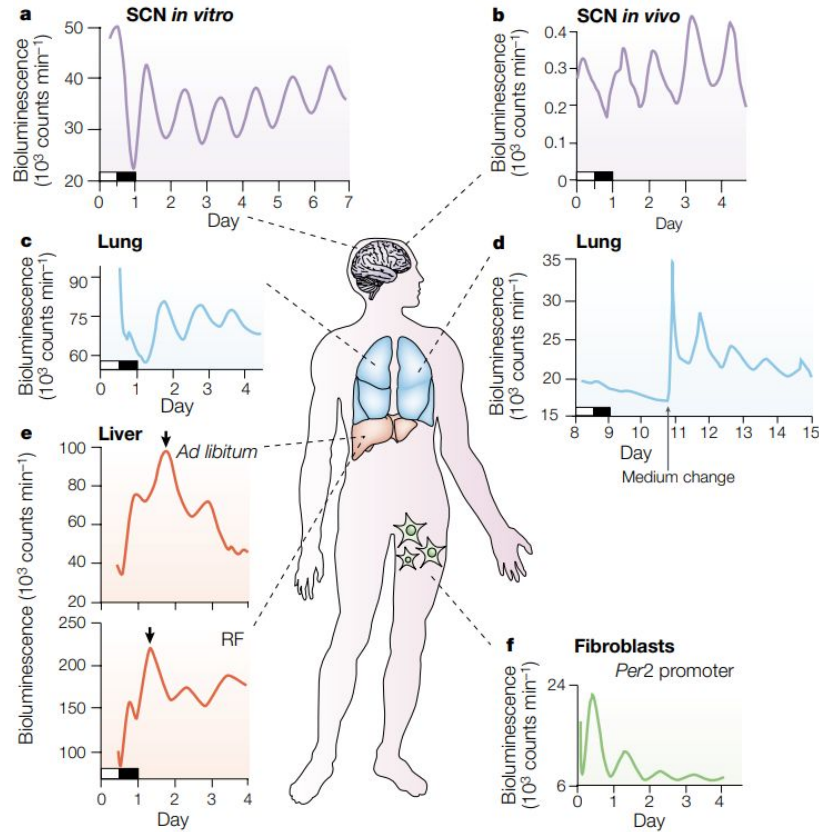 a
SCN in vitro
Bioluminescence
(10³ counts min⁻¹)
50
40
30
20
0 1 2 3 4 5 6 7
Day
b
SCN in vivo
Bioluminescence
(10³ counts min⁻¹)
0.4
0.3
0.2
0.1
0
0 1 2 3 4
Day
c
Lung
Bioluminescence
(10³ counts min⁻¹)
90
75
60
0 1 2 3 4
Day
d
Lung
Bioluminescence
(10³ counts min⁻¹)
35
30
25
20
15
8 9 10 11 12 13 14 15
Day
Medium change
e
Liver
Ad libitum
Bioluminescence (10³ counts min⁻¹)
100
80
60
40
20
RF
250
200
150
100
0 1 2 3 4
Day
f
Fibroblasts
Per2 promoter
Bioluminescence
(10³ counts min⁻¹)
24
6
0 1 2 3 4
Day